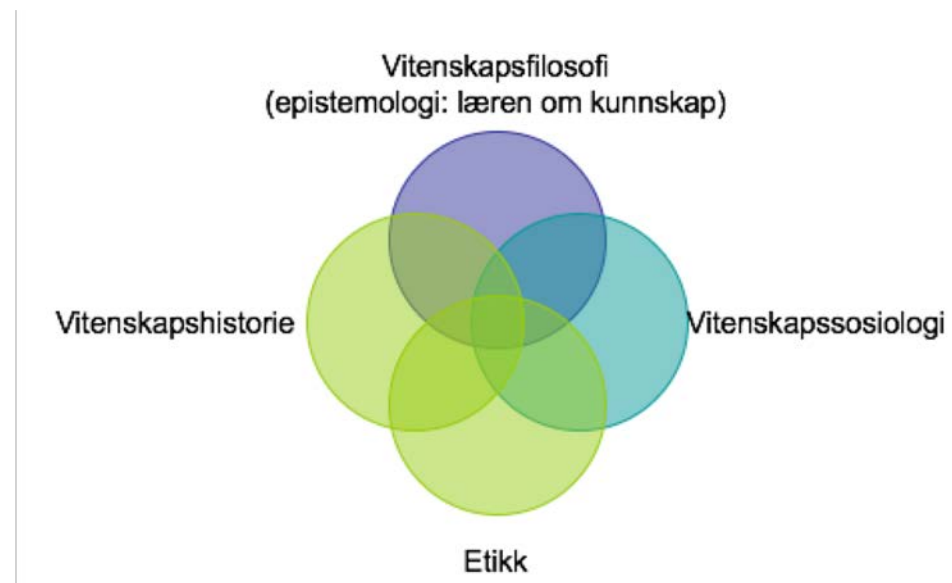 Vitenskapsfilosofi
(epistemologi: læren om kunnskap)
Vitenskapshistorie
Vitenskapssosiologi
Etikk